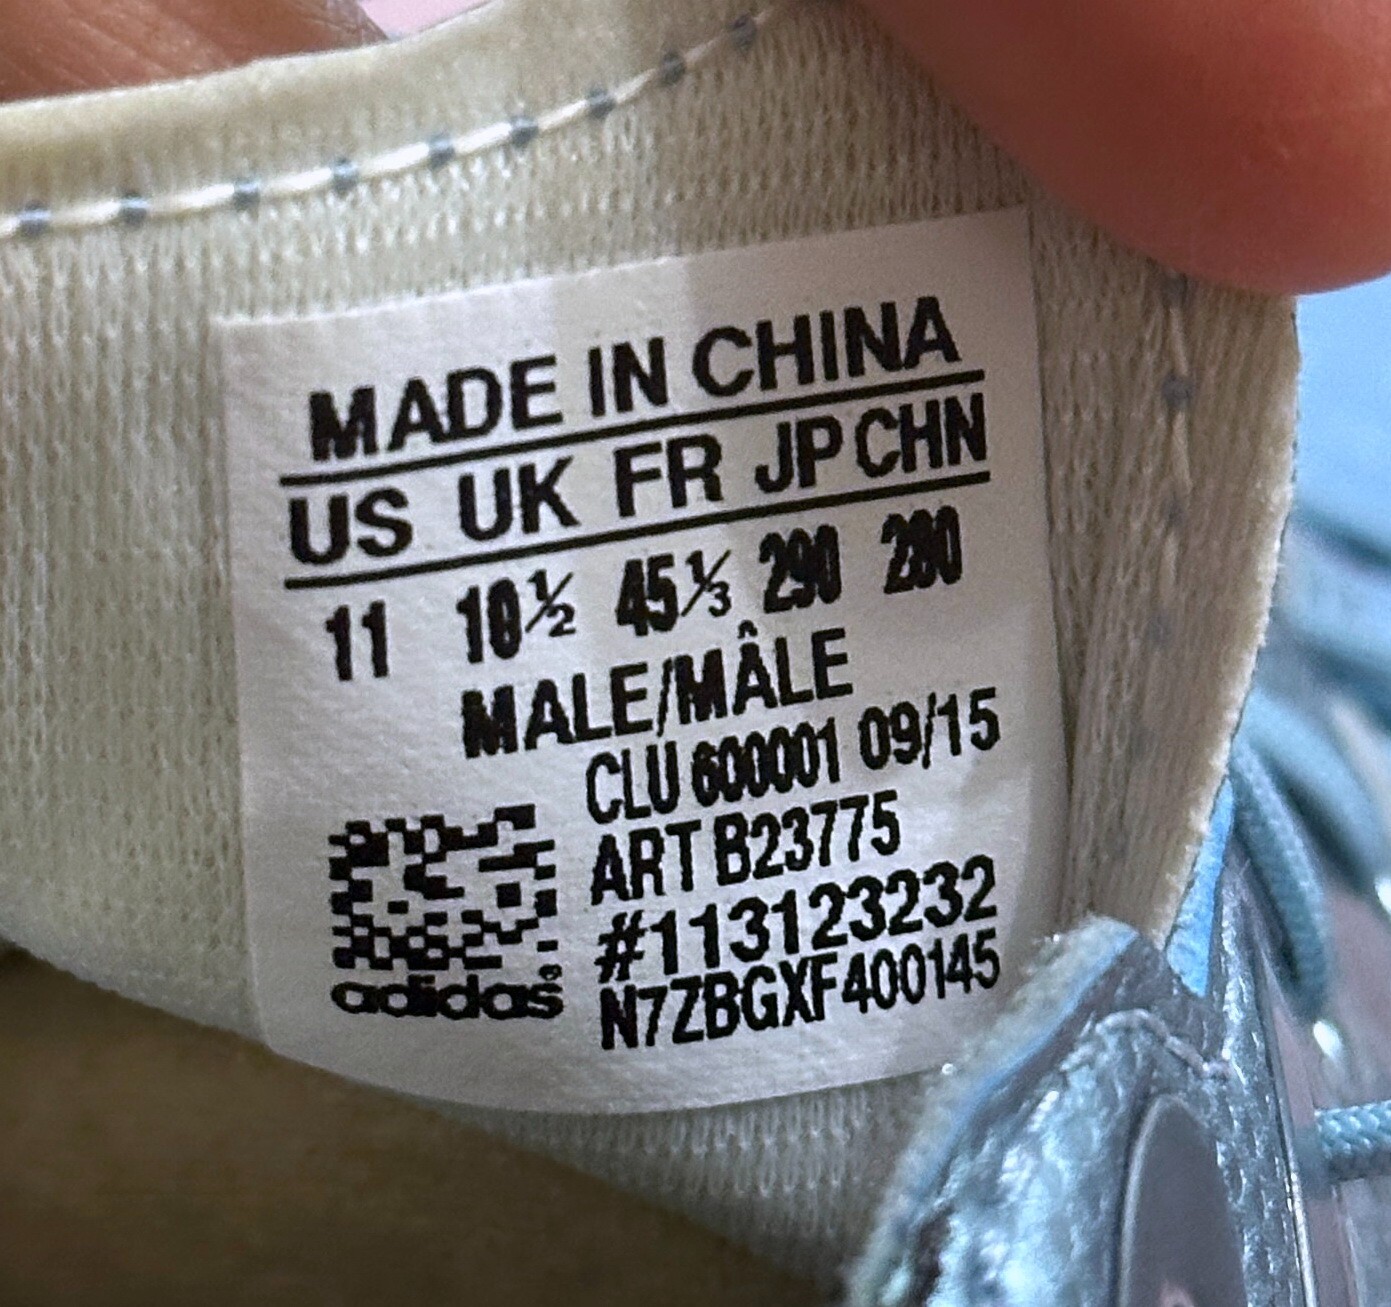 MADE IN CHINA
US UK FR JP CHN
11 10½ 45⅓ 290 280
MALE/MÂLE
CLU 600001 09/15
ART B23775
#113123232
N7ZBGXF400145
adidas®